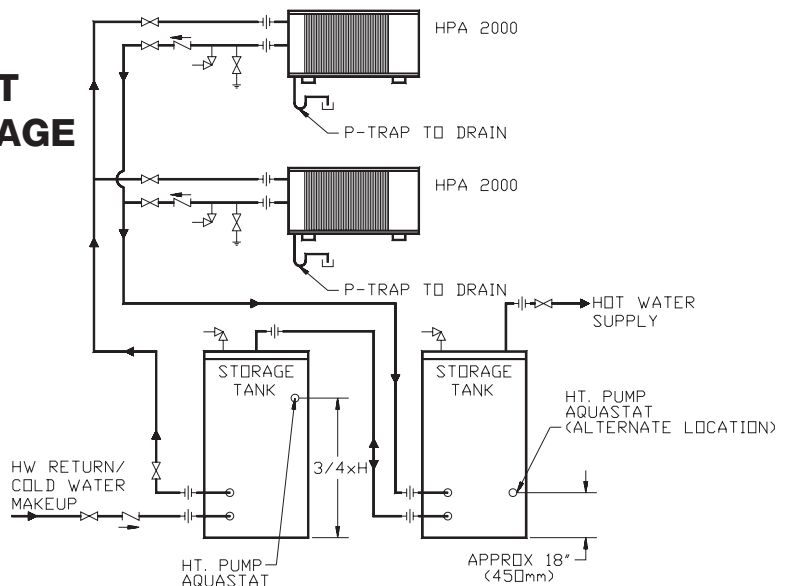 T
AGE
HPA 2000
P-TRAP TO DRAIN
HPA 2000
P-TRAP TO DRAIN
HOT WATER
SUPPLY
STORAGE
TANK
STORAGE
TANK
HT. PUMP
AQUASTAT
(ALTERNATE LOCATION)
3/4xH
HW RETURN/
COLD WATER
MAKEUP
HT. PUMP
AQUASTAT
APPROX 18"
(450mm)